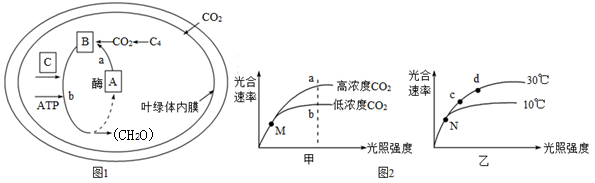 CO₂
B
CO₂
C₄
C
a
酶
A
ATP
b
叶绿体内膜
(CH₂O)
图1
光合
速率
a
高浓度CO₂
b
低浓度CO₂
M
光照强度
甲
图2
光合
速率
d
30℃
c
10℃
N
光照强度
乙